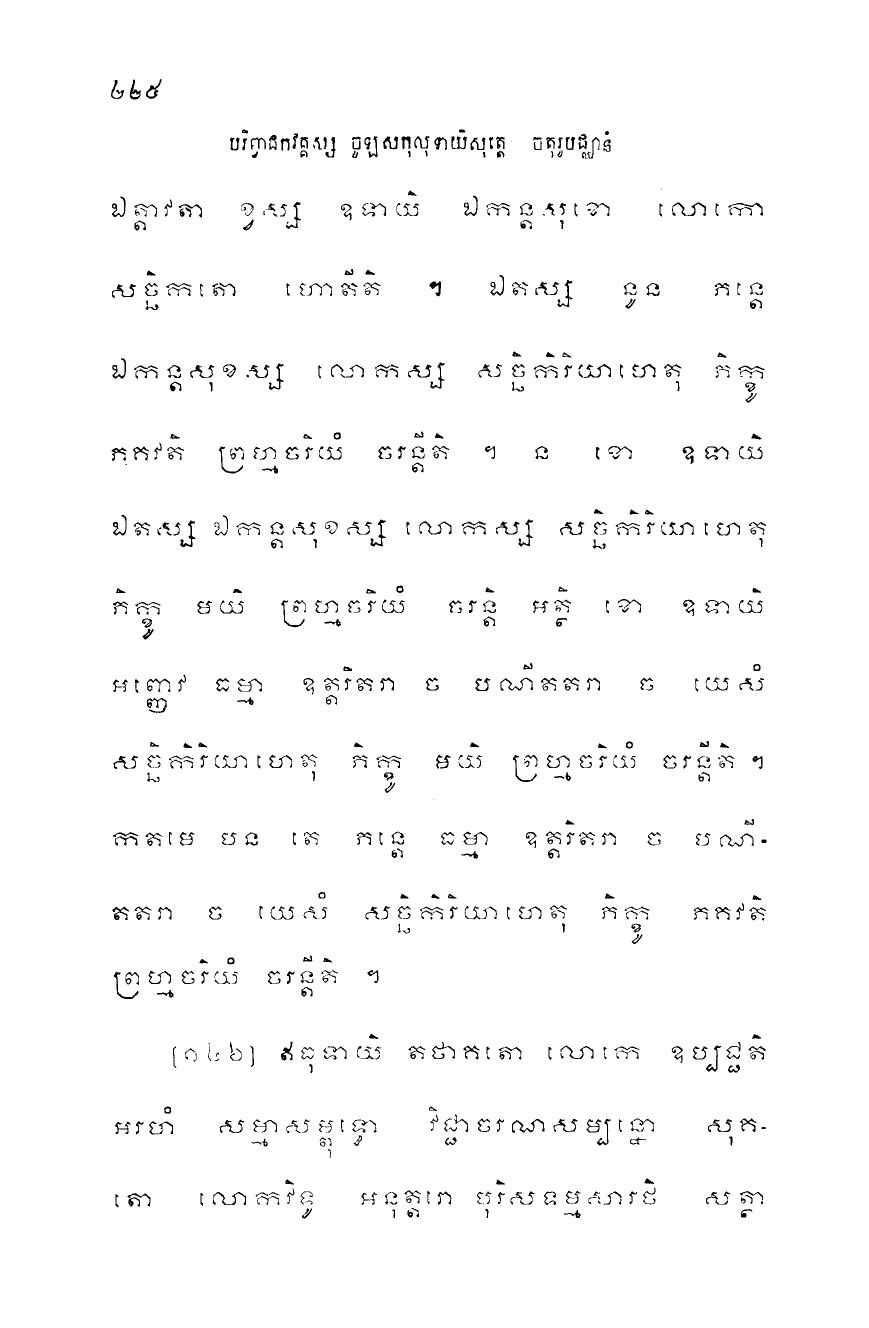 ២២៥
បរិព្វាជកវគ្គស្ស ចូឡសកុលុទាយិសុត្តេ ចតុរូបជ្ឈានំ
ឯត្តាវតា ខ្វស្ស ឧទាយិ ឯកន្តសុខោ លោកោ
សច្ឆិកតោ ហោតីតិ ។ ឯតស្ស នូន ភន្តេ
ឯកន្តសុខស្ស លោកស្ស សច្ឆិកិរិយាហេតុ ភិក្ខូ
ភគវតិ ព្រហ្មចរិយំ ចរន្តីតិ ។ ន ខោ ឧទាយិ
ឯតស្ស ឯកន្តសុខស្ស លោកស្ស សច្ឆិកិរិយាហេតុ
ភិក្ខូ មយិ ព្រហ្មចរិយំ ចរន្តិ អត្ថិ ខោ ឧទាយិ
អញ្ញេវ ធម្មា ឧត្តរិតរា ច បណីតតរា ច យេសំ
សច្ឆិកិរិយាហេតុ ភិក្ខូ មយិ ព្រហ្មចរិយំ ចរន្តីតិ ។
កតមេ បន តេ ភន្តេ ធម្មា ឧត្តរិតរា ច បណី-
តតរា ច យេសំ សច្ឆិកិរិយាហេតុ ភិក្ខូ ភគវតិ
ព្រហ្មចរិយំ ចរន្តីតិ ។
[១៤៦] ឥធុទាយិ តថាគតោ លោកេ ឧប្បជ្ជតិ
អរហំ សម្មាសម្ពុទ្ធោ វិជ្ជាចរណសម្បន្នោ សុគ-
តោ លោកវិទូ អនុត្តរោ បុរិសទម្មសារថិ សត្ថា